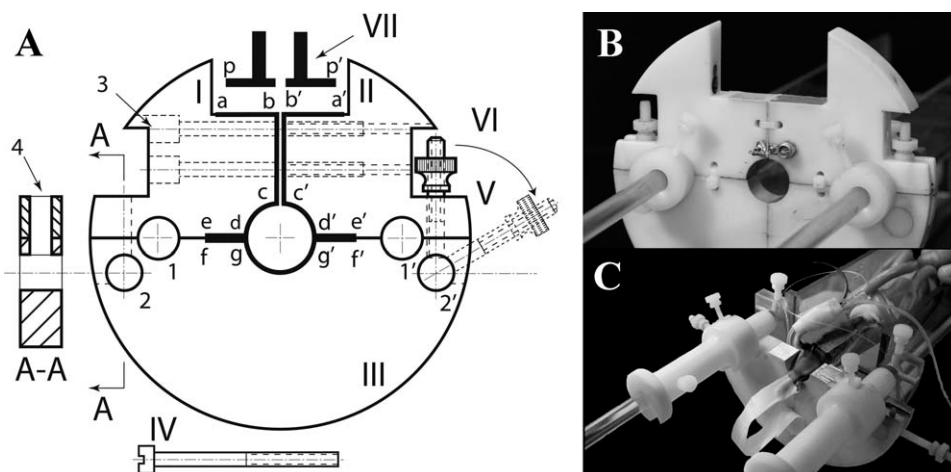 A
B
C
VII
p
p′
I
a
b
b′
a′
II
3
A
VI
4
V
c
c′
e
d
d′
e′
f
g
g′
f′
1
1′
2
2′
A-A
III
A
IV